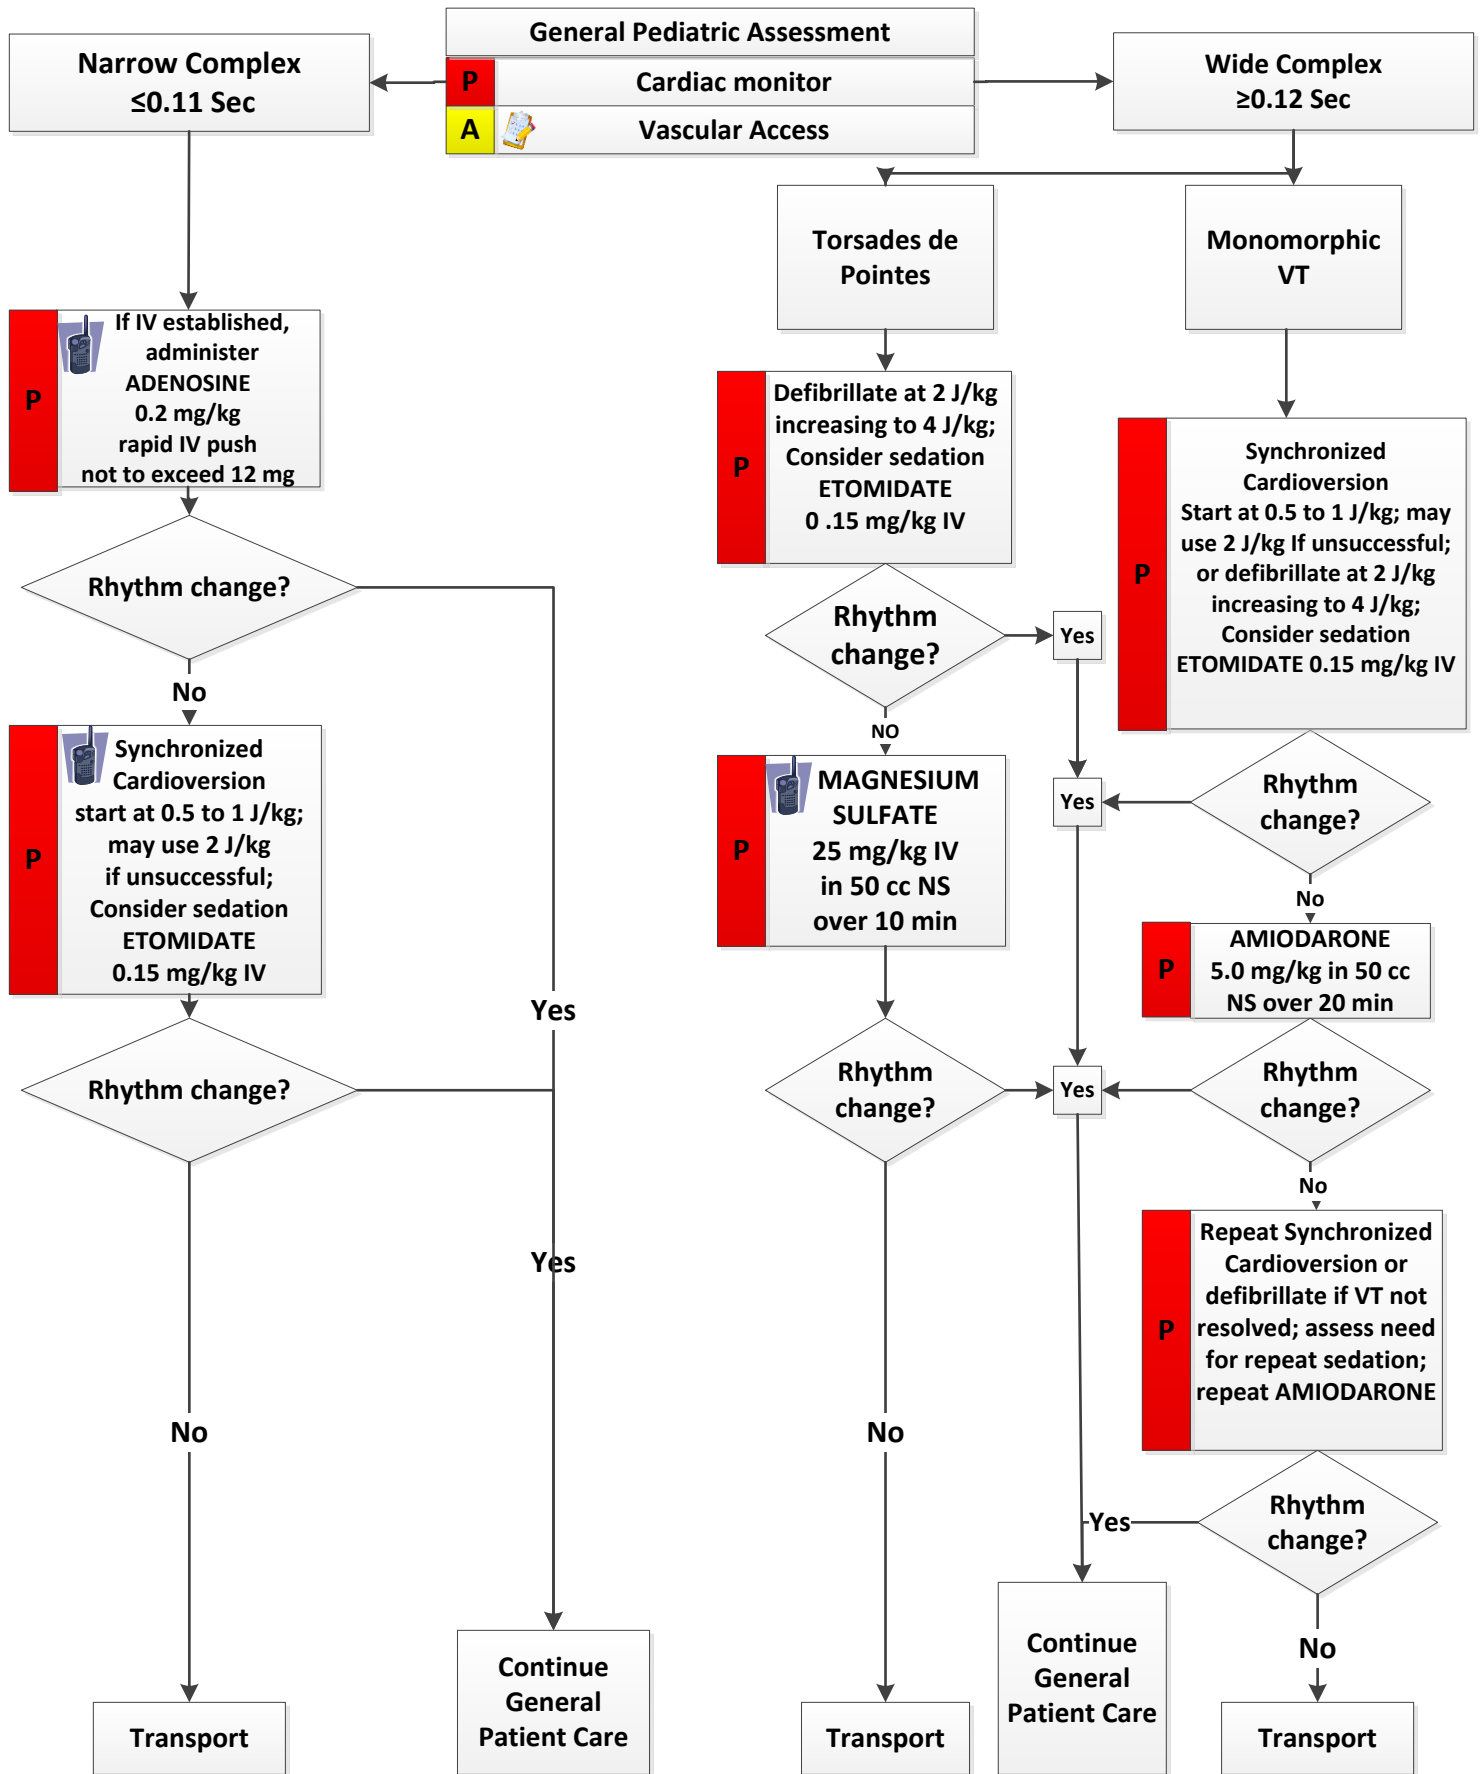 General Pediatric Assessment
P
Cardiac monitor
A
Vascular Access
Narrow Complex
≤0.11 Sec
Wide Complex
≥0.12 Sec
P
If IV established,
administer
ADENOSINE
0.2 mg/kg
rapid IV push
not to exceed 12 mg
Rhythm change?
No
P
Synchronized
Cardioversion
start at 0.5 to 1 J/kg;
may use 2 J/kg
if unsuccessful;
Consider sedation
ETOMIDATE
0.15 mg/kg IV
Yes
Rhythm change?
Yes
No
Transport
Continue
General
Patient Care
Torsades de
Pointes
P
Defibrillate at 2 J/kg
increasing to 4 J/kg;
Consider sedation
ETOMIDATE
0 .15 mg/kg IV
Rhythm
change?
Yes
NO
P
MAGNESIUM
SULFATE
25 mg/kg IV
in 50 cc NS
over 10 min
Rhythm
change?
Yes
No
Transport
Monomorphic
VT
P
Synchronized
Cardioversion
Start at 0.5 to 1 J/kg; may
use 2 J/kg If unsuccessful;
or defibrillate at 2 J/kg
increasing to 4 J/kg;
Consider sedation
ETOMIDATE 0.15 mg/kg IV
Rhythm
change?
Yes
No
P
AMIODARONE
5.0 mg/kg in 50 cc
NS over 20 min
Rhythm
change?
No
P
Repeat Synchronized
Cardioversion or
defibrillate if VT not
resolved; assess need
for repeat sedation;
repeat AMIODARONE
Rhythm
change?
Yes
No
Continue
General
Patient Care
Transport